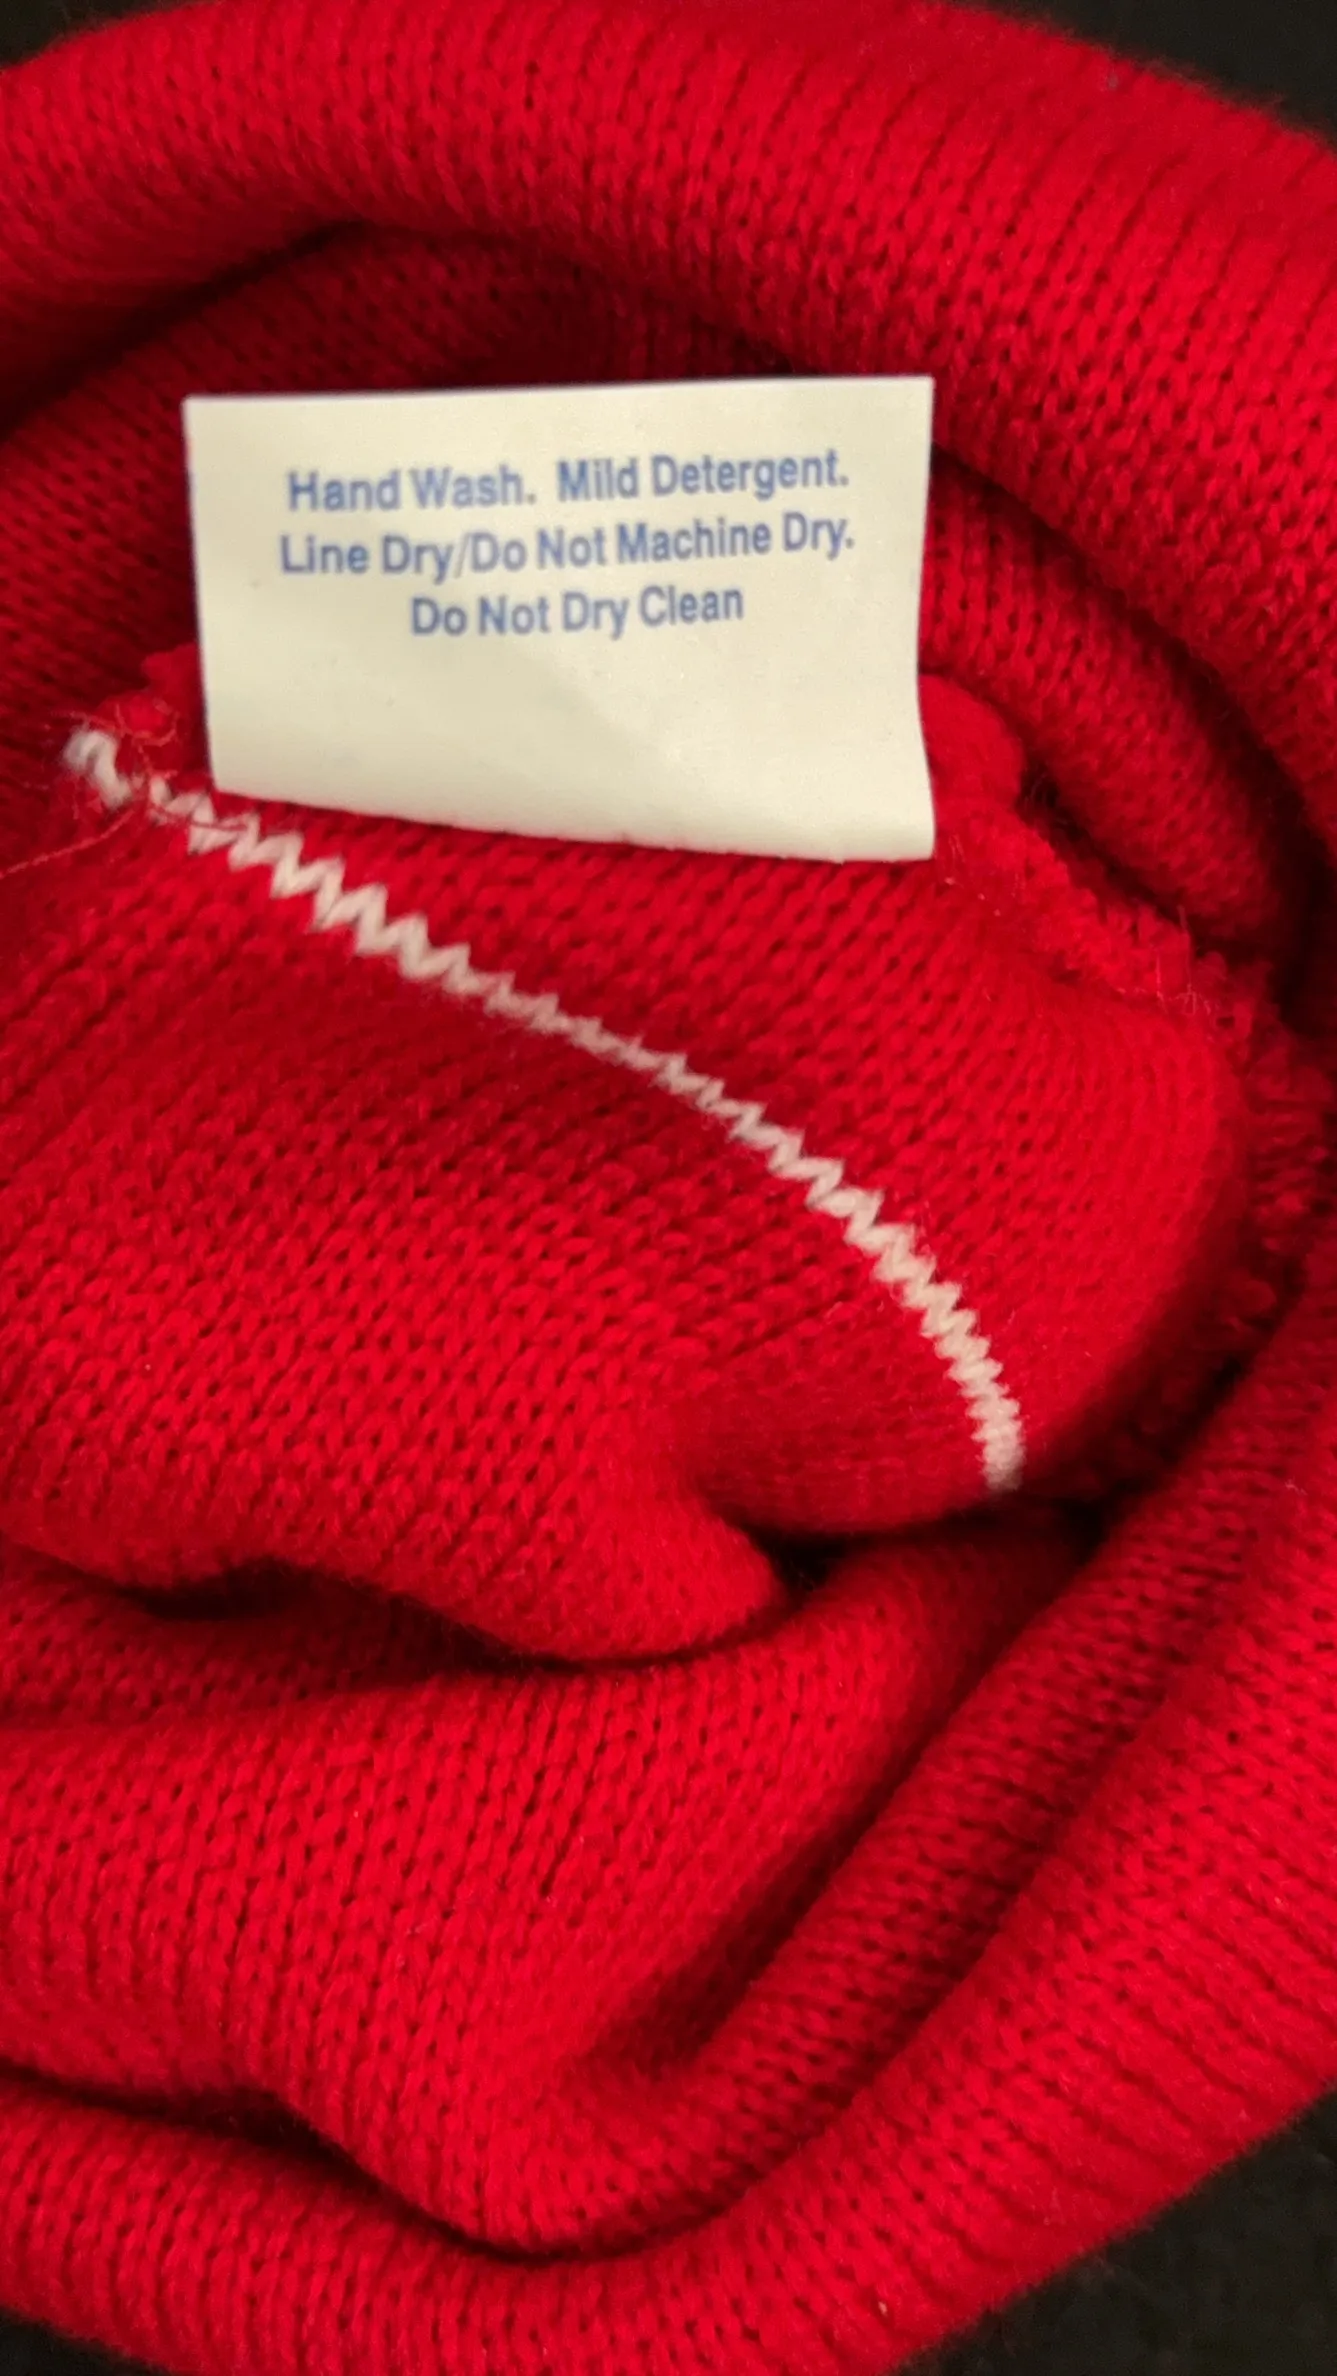 Hand Wash. Mild Detergent.
Line Dry/Do Not Machine Dry.
Do Not Dry Clean